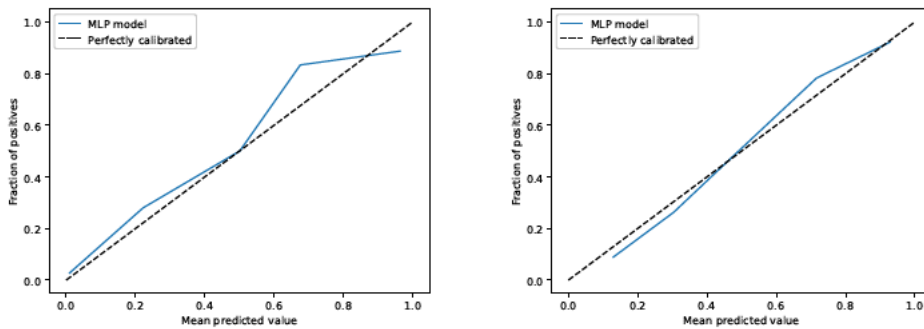 MLP model
Perfectly calibrated
1.0
0.8
0.6
0.4
0.2
0.0
Fraction of positives
0.0 0.2 0.4 0.6 0.8 1.0
Mean predicted value
MLP model
Perfectly calibrated
1.0
0.8
0.6
0.4
0.2
0.0
Fraction of positives
0.0 0.2 0.4 0.6 0.8 1.0
Mean predicted value